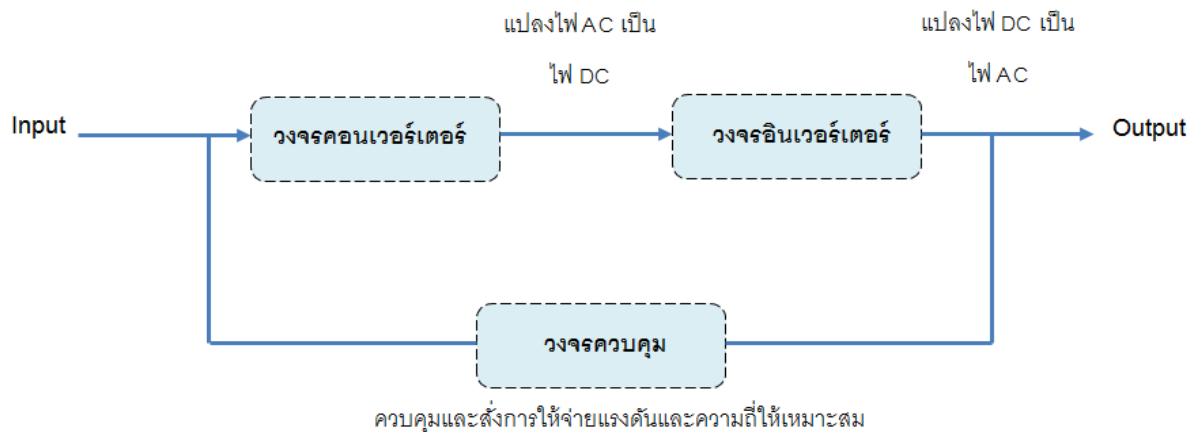 แปลงไฟ AC เป็น
ไฟ DC
แปลงไฟ DC เป็น
ไฟ AC
Input
วงจรคอนเวอร์เตอร์
วงจรอินเวอร์เตอร์
Output
วงจรควบคุม
ควบคุมและสั่งการให้จ่ายแรงดันและความถี่ให้เหมาะสม